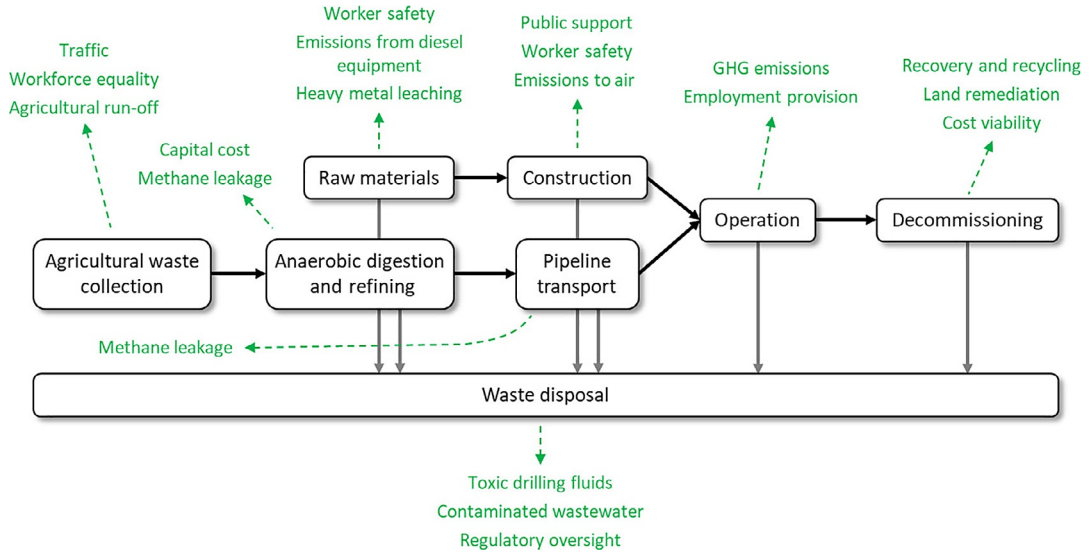 Traffic
Workforce equality
Agricultural run-off
Capital cost
Methane leakage
Worker safety
Emissions from diesel
equipment
Heavy metal leaching
Public support
Worker safety
Emissions to air
GHG emissions
Employment provision
Recovery and recycling
Land remediation
Cost viability
Raw materials
Construction
Operation
Decommissioning
Agricultural waste
collection
Anaerobic digestion
and refining
Pipeline
transport
Methane leakage
Waste disposal
Toxic drilling fluids
Contaminated wastewater
Regulatory oversight